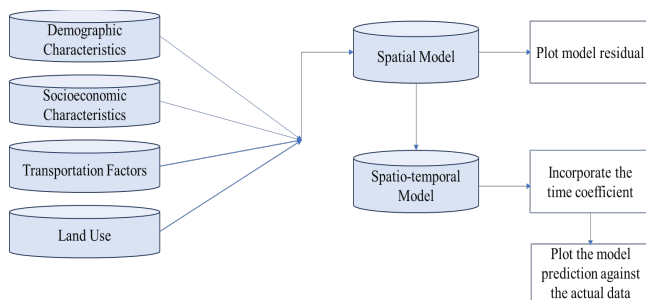 Demographic
Characteristics
Socioeconomic
Characteristics
Transportation Factors
Land Use
Spatial Model
Plot model residual
Spatio-temporal
Model
Incorporate the
time coefficient
Plot the model
prediction against
the actual data